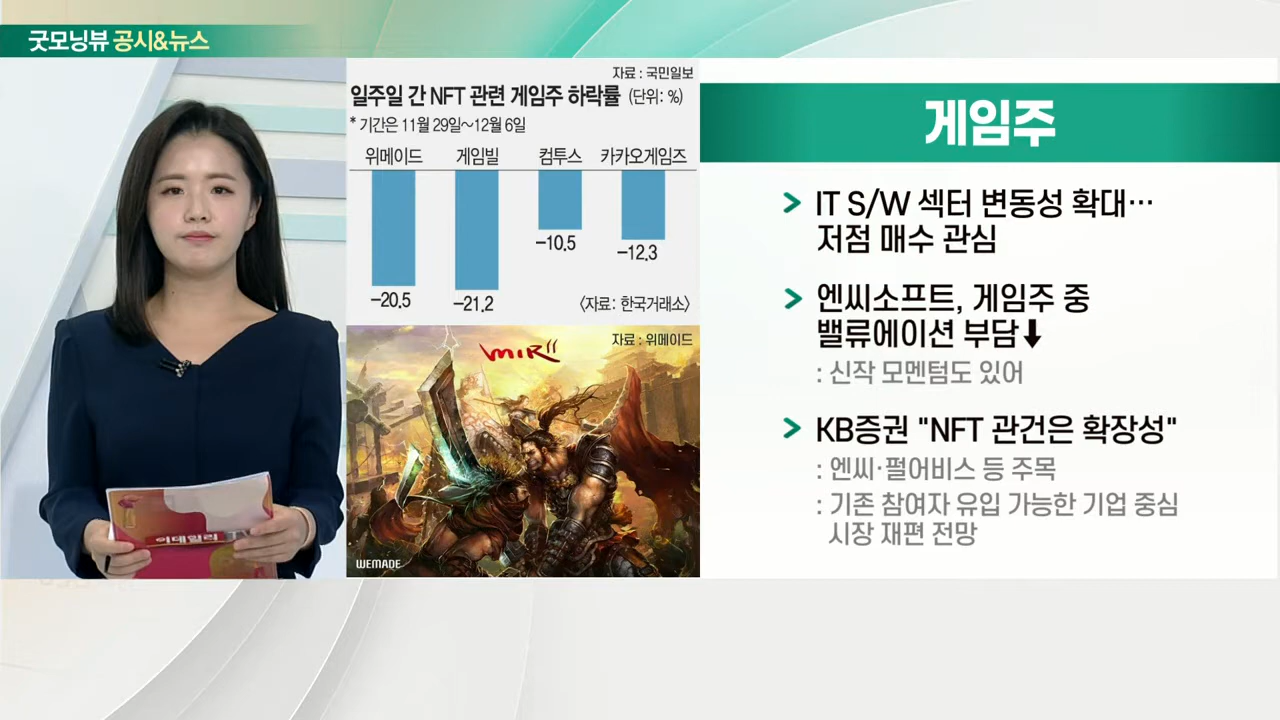 굿모닝뷰 공시&뉴스
자료 : 국민일보
일주일 간 NFT 관련 게임주 하락률 (단위: %)
* 기간은 11월 29일~12월 6일
위메이드 게임빌 컴투스 카카오게임즈
-20.5 -21.2 -10.5 -12.3
〈자료: 한국거래소〉
자료 : 위메이드
MIR II
WEMADE
이데일리
게임주
> IT S/W 섹터 변동성 확대…
저점 매수 관심
> 엔씨소프트, 게임주 중
밸류에이션 부담⬇
: 신작 모멘텀도 있어
> KB증권 "NFT 관건은 확장성"
: 엔씨·펄어비스 등 주목
: 기존 참여자 유입 가능한 기업 중심
시장 재편 전망